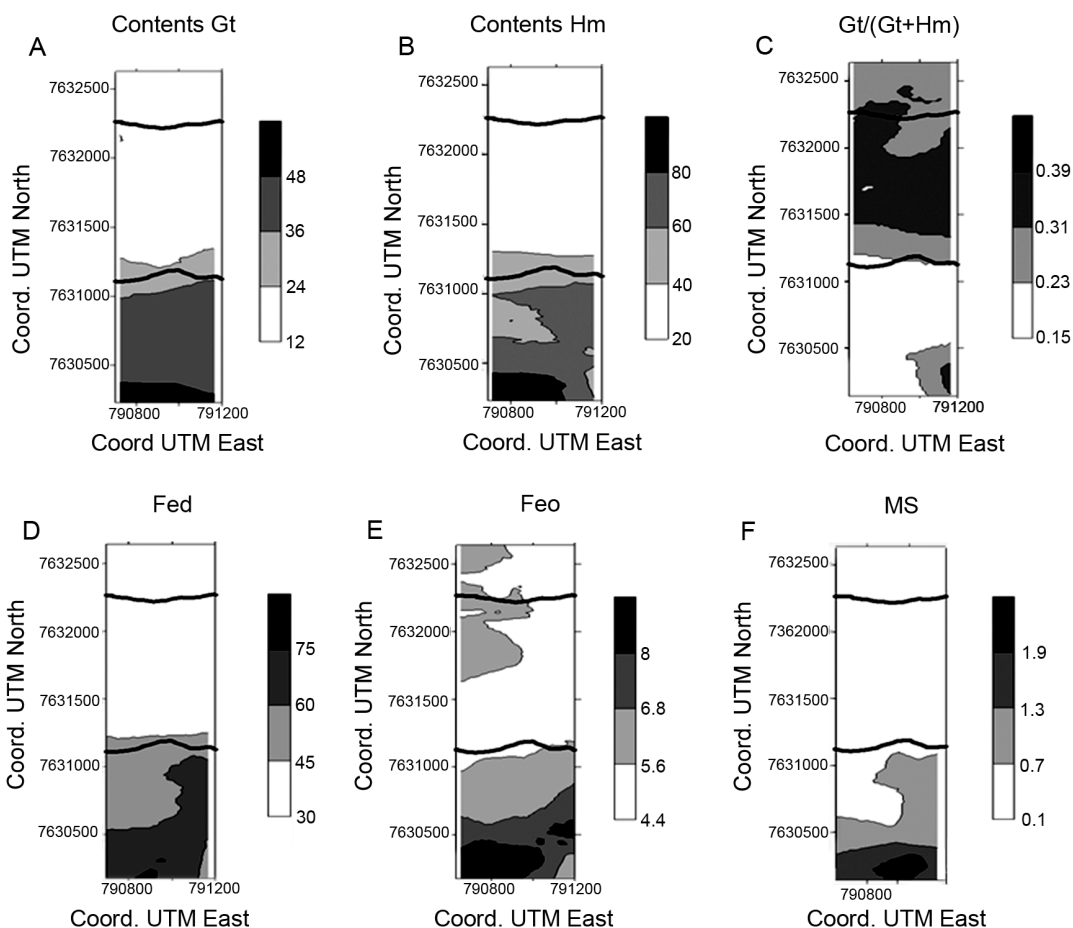 Contents Gt
A
Coord. UTM North
7632500
7632000
7631500
7631000
7630500
790800
791200
Coord UTM East
48
36
24
12
Contents Hm
B
Coord. UTM North
7632500
7632000
7631500
7631000
7630500
790800
791200
Coord. UTM East
80
60
40
20
Gt/(Gt+Hm)
C
Coord. UTM North
7632500
7632000
7631500
7631000
7630500
790800
791200
Coord. UTM East
0.39
0.31
0.23
0.15
Fed
D
Coord. UTM North
7632500
7632000
7631500
7631000
7630500
790800
791200
Coord. UTM East
75
60
45
30
Feo
E
Coord. UTM North
7632500
7632000
7631500
7631000
7630500
790800
791200
Coord. UTM East
8
6.8
5.6
4.4
MS
F
Coord. UTM North
7632500
7362000
7631500
7631000
7630500
790800
Coord. UTM East
1.9
1.3
0.7
0.1